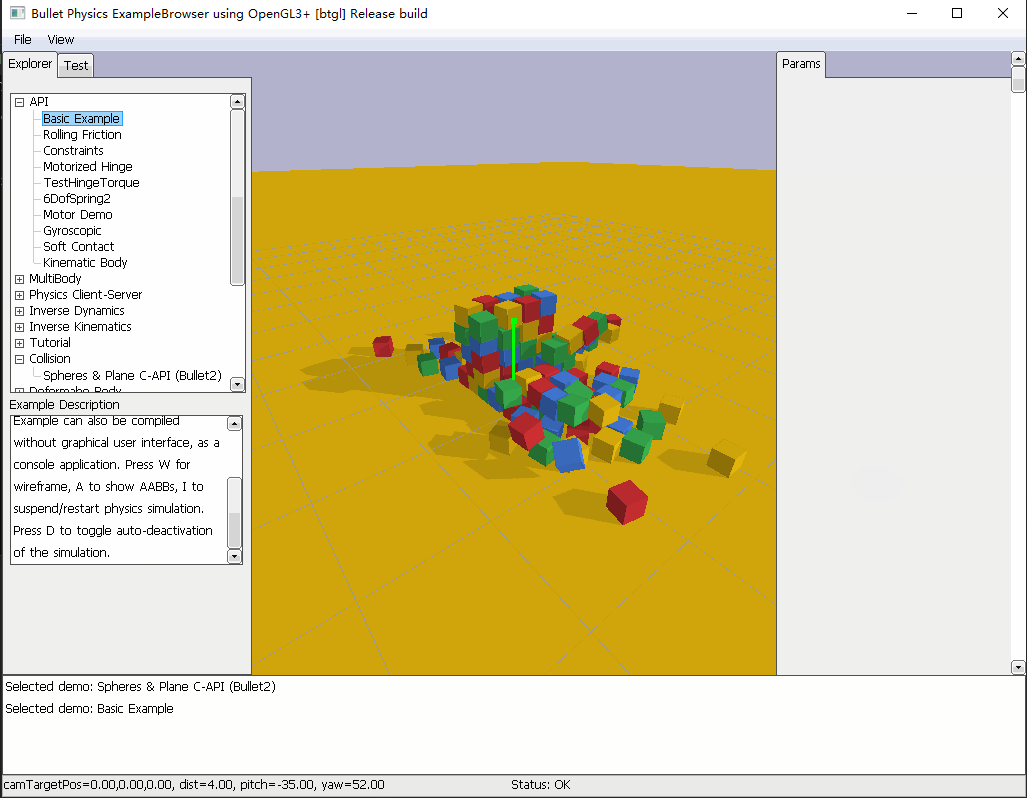 Bullet Physics ExampleBrowser using OpenGL3+ [btgl] Release build
File View
Explorer Test
Params
API
Basic Example
Rolling Friction
Constraints
Motorized Hinge
TestHingeTorque
6DofSpring2
Motor Demo
Gyroscopic
Soft Contact
Kinematic Body
MultiBody
Physics Client-Server
Inverse Dynamics
Inverse Kinematics
Tutorial
Collision
Spheres & Plane C-API (Bullet2)
Example Description
Example can also be compiled
without graphical user interface, as a
console application. Press W for
wireframe, A to show AABBs, I to
suspend/restart physics simulation.
Press D to toggle auto-deactivation
of the simulation.
Selected demo: Spheres & Plane C-API (Bullet2)
Selected demo: Basic Example
camTargetPos=0.00,0.00,0.00, dist=4.00, pitch=-35.00, yaw=52.00
Status: OK